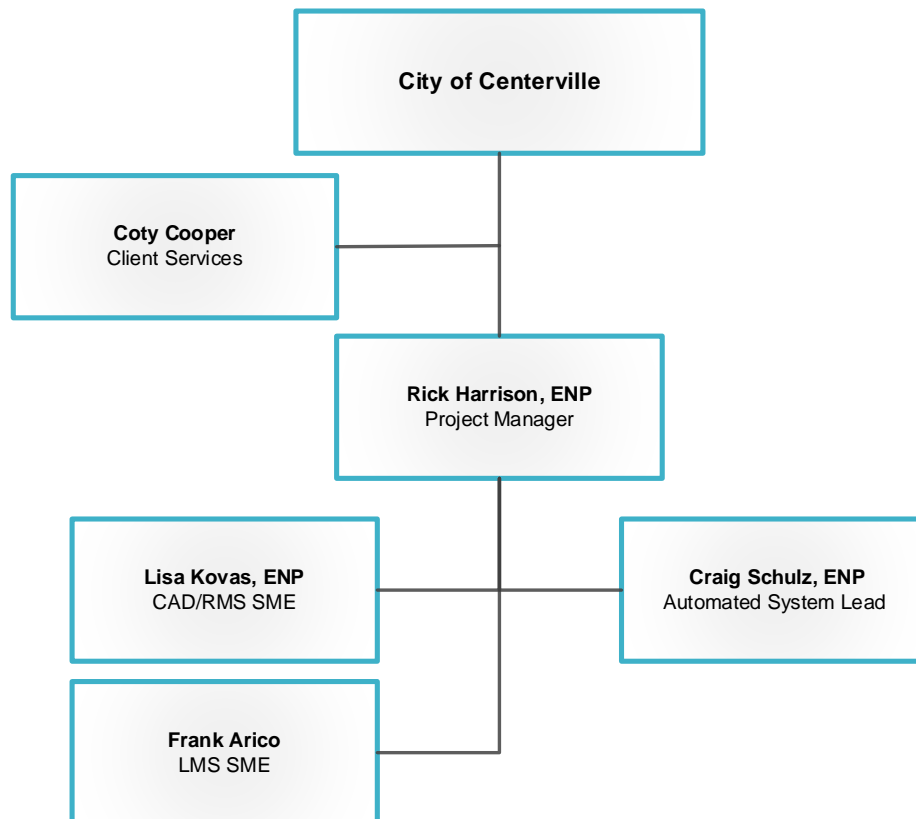 City of Centerville
Coty Cooper
Client Services
Rick Harrison, ENP
Project Manager
Lisa Kovas, ENP
CAD/RMS SME
Craig Schulz, ENP
Automated System Lead
Frank Arico
LMS SME